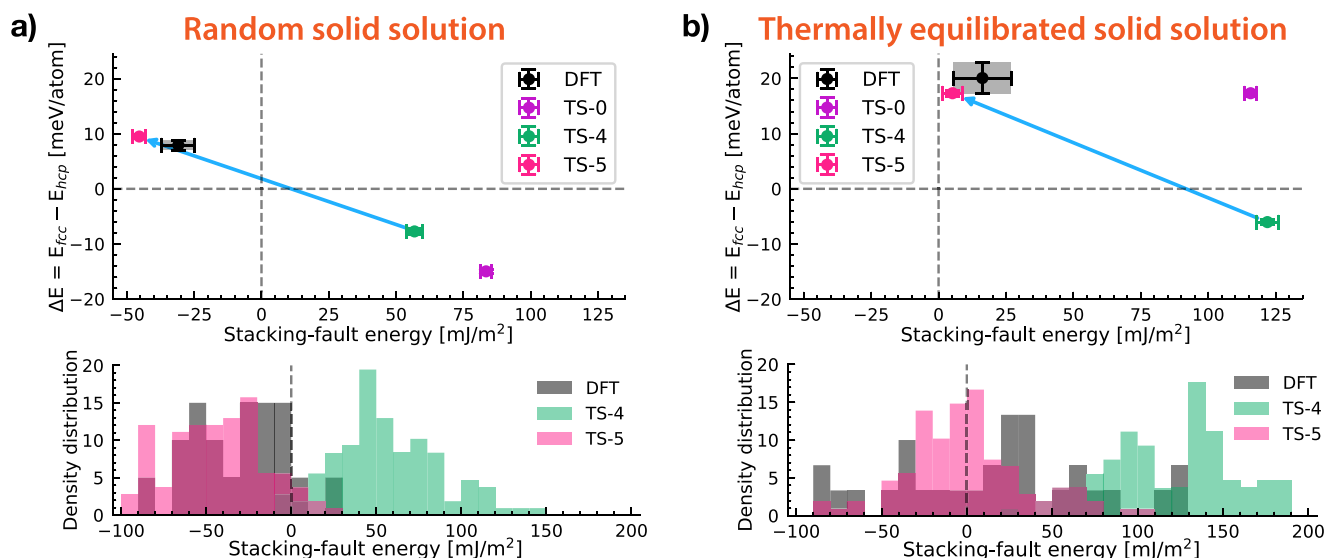 a)
Random solid solution
ΔE = E_fcc − E_hcp [meV/atom]
20
10
0
−10
−20
DFT
TS-0
TS-4
TS-5
−50 −25 0 25 50 75 100 125
Stacking-fault energy [mJ/m²]
Density distribution
20
15
10
5
0
DFT
TS-4
TS-5
−100 −50 0 50 100 150 200
Stacking-fault energy [mJ/m²]
b)
Thermally equilibrated solid solution
ΔE = E_fcc − E_hcp [meV/atom]
20
10
0
−10
−20
DFT
TS-0
TS-4
TS-5
−50 −25 0 25 50 75 100 125
Stacking-fault energy [mJ/m²]
Density distribution
20
15
10
5
0
DFT
TS-4
TS-5
−100 −50 0 50 100 150 200
Stacking-fault energy [mJ/m²]